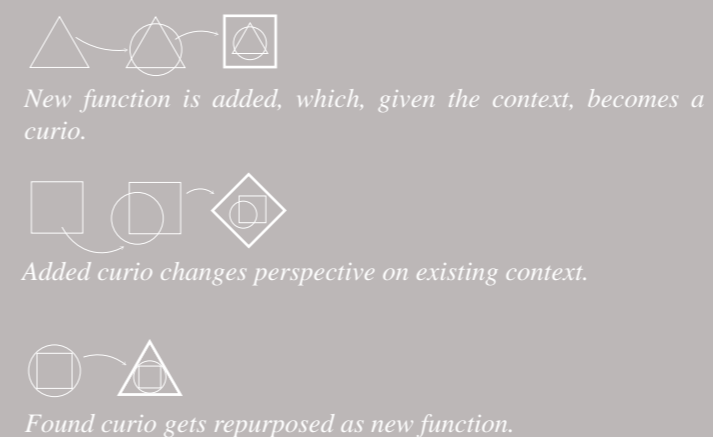 New function is added, which, given the context, becomes a
curio.
Added curio changes perspective on existing context.
Found curio gets repurposed as new function.